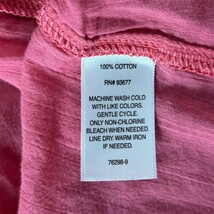 100% COTTON
RN# 93677
MACHINE WASH COLD
WITH LIKE COLORS.
GENTLE CYCLE.
ONLY NON-CHLORINE
BLEACH WHEN NEEDED.
LINE DRY. WARM IRON
IF NEEDED.
76298-9